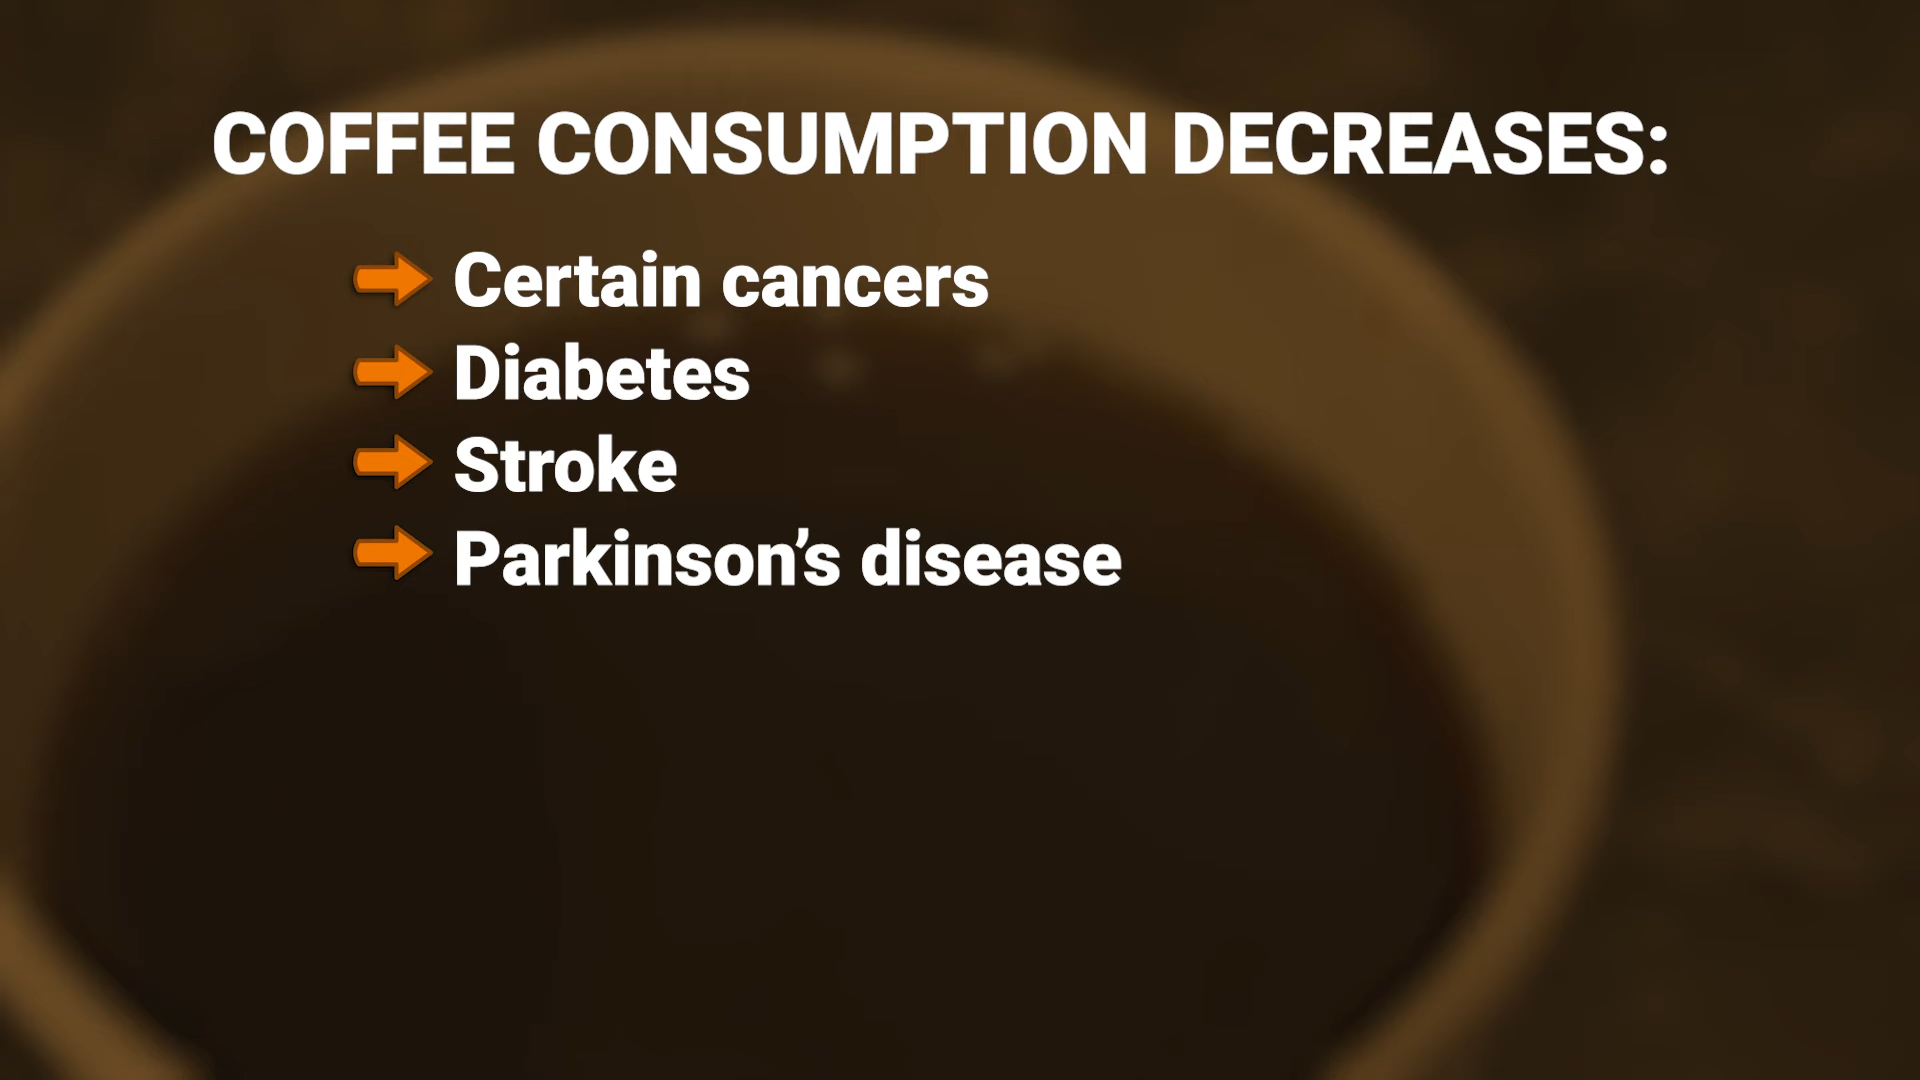 COFFEE CONSUMPTION DECREASES:
Certain cancers
Diabetes
Stroke
Parkinson’s disease